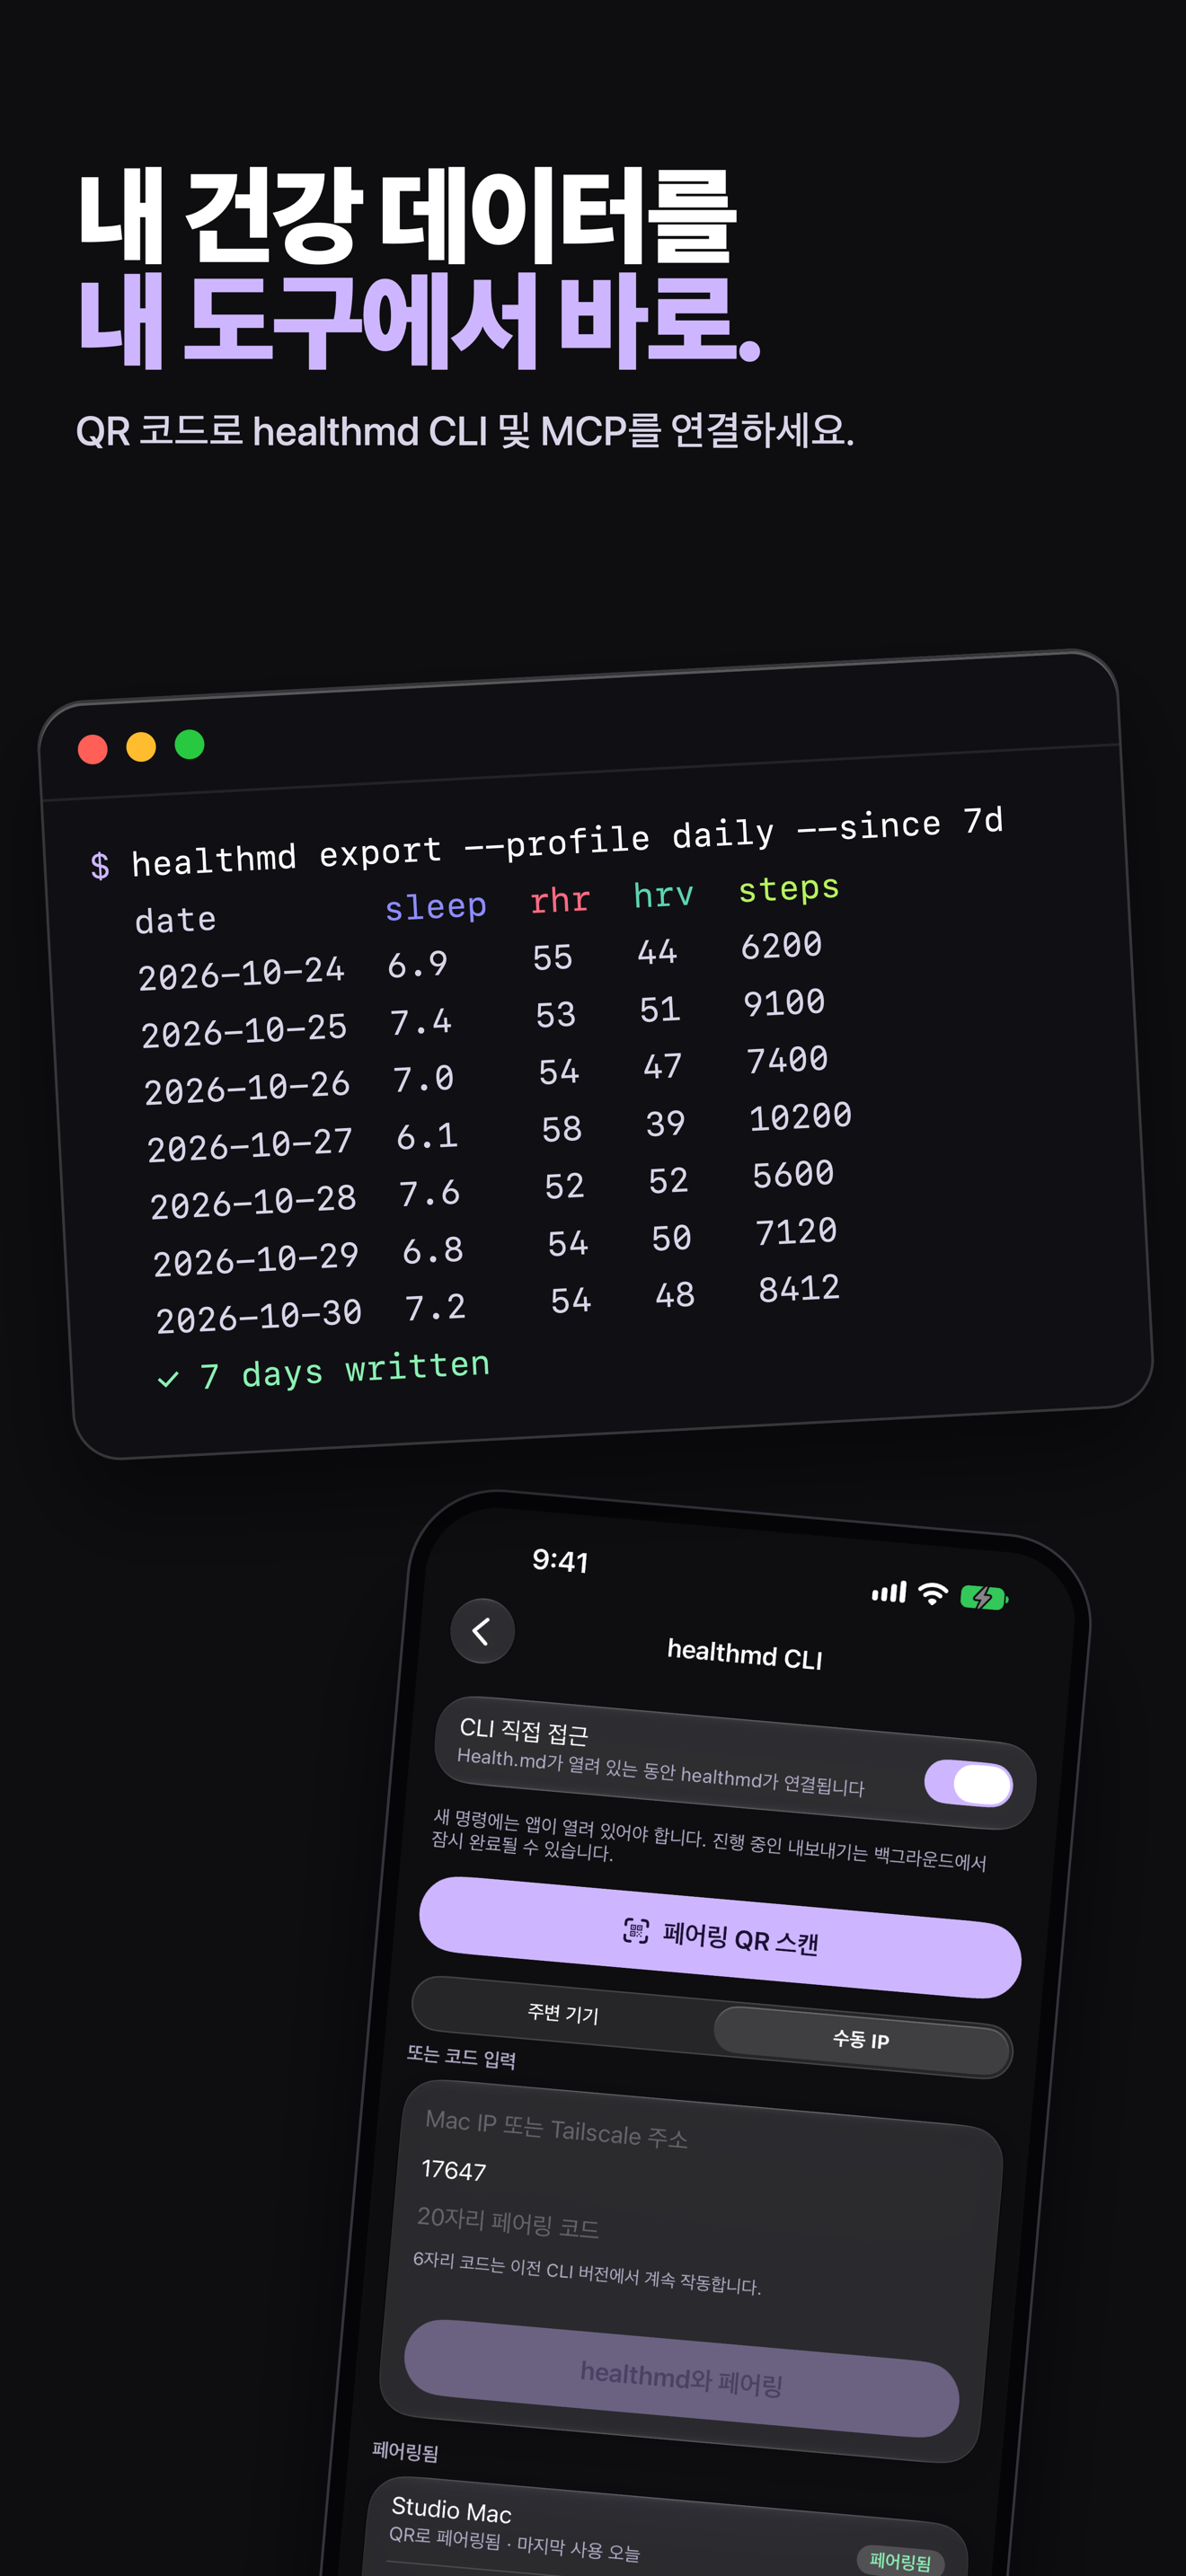 내 건강 데이터를
내 도구에서 바로.
QR 코드로 healthmd CLI 및 MCP를 연결하세요.
$ healthmd export --profile daily --since 7d
date sleep rhr hrv steps
2026-10-24 6.9 55 44 6200
2026-10-25 7.4 53 51 9100
2026-10-26 7.0 54 47 7400
2026-10-27 6.1 58 39 10200
2026-10-28 7.6 52 52 5600
2026-10-29 6.8 54 50 7120
2026-10-30 7.2 54 48 8412
✓ 7 days written
9:41
healthmd CLI
CLI 직접 접근
Health.md가 열려 있는 동안 healthmd가 연결됩니다
새 명령에는 앱이 열려 있어야 합니다. 진행 중인 내보내기는 백그라운드에서
잠시 완료될 수 있습니다.
페어링 QR 스캔
주변 기기
수동 IP
또는 코드 입력
Mac IP 또는 Tailscale 주소
17647
20자리 페어링 코드
6자리 코드는 이전 CLI 버전에서 계속 작동합니다.
healthmd와 페어링
페어링됨
Studio Mac
QR로 페어링됨 · 마지막 사용 오늘
페어링됨